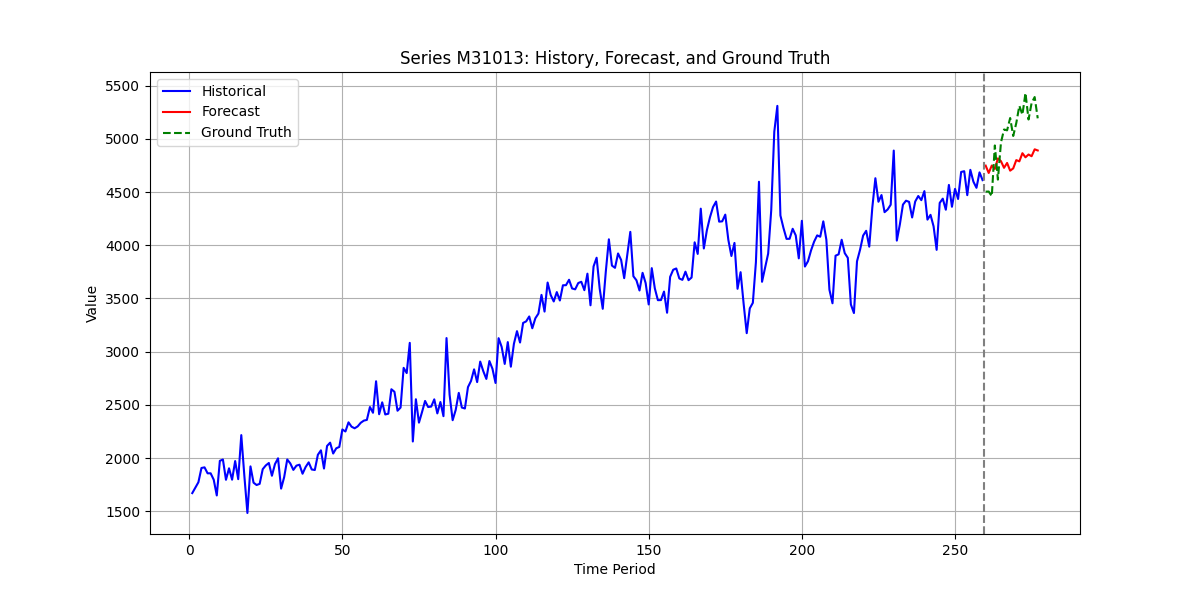 Series M31013: History, Forecast, and Ground Truth
Historical
Forecast
Ground Truth
5500
5000
4500
4000
3500
3000
2500
2000
1500
Value
0 50 100 150 200 250
Time Period